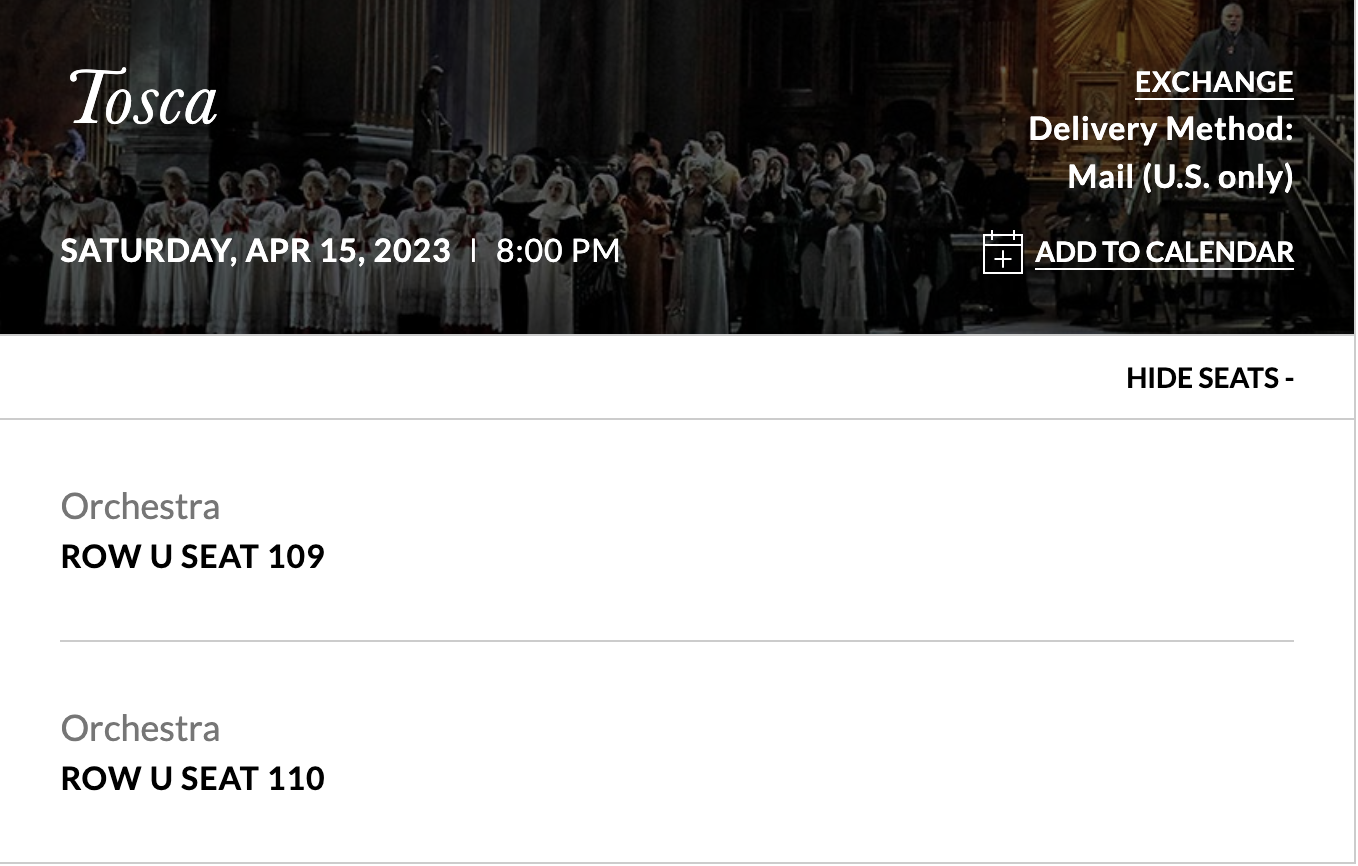 Tosca
EXCHANGE
Delivery Method:
Mail (U.S. only)
SATURDAY, APR 15, 2023 | 8:00 PM
ADD TO CALENDAR
HIDE SEATS -
Orchestra
ROW U SEAT 109
Orchestra
ROW U SEAT 110